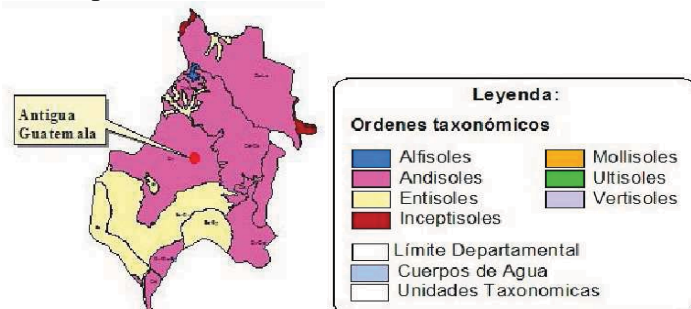 Antigua
Guatemala
Leyenda:
Ordenes taxonómicos
Alfisoles
Andisoles
Entisoles
Inceptisoles
Mollisoles
Ultisoles
Vertisoles
Límite Departamental
Cuerpos de Agua
Unidades Taxonomicas